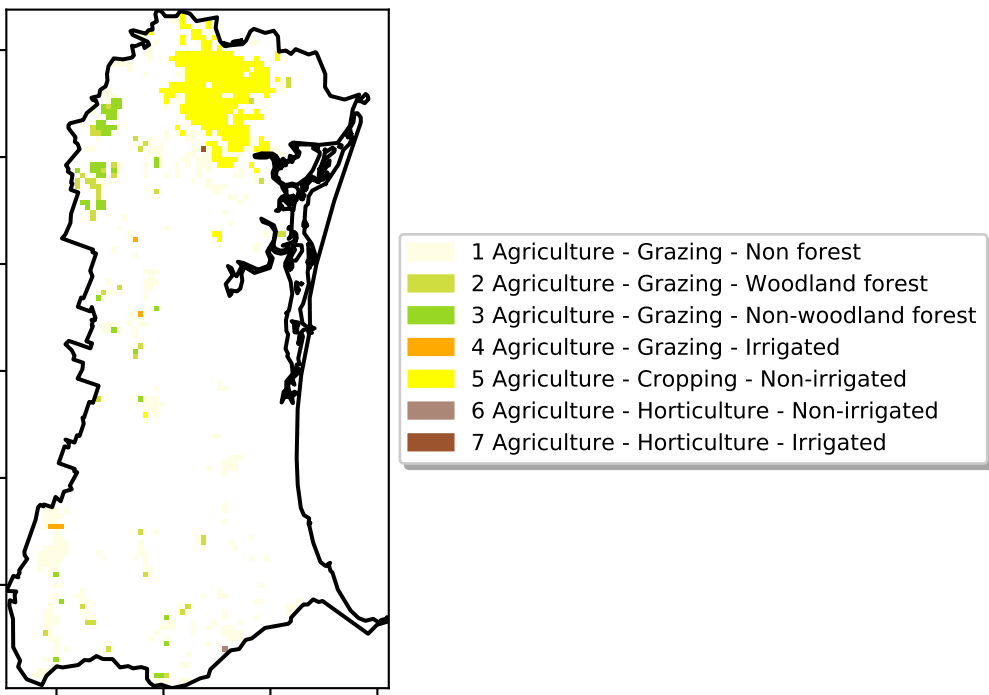 1 Agriculture - Grazing - Non forest
2 Agriculture - Grazing - Woodland forest
3 Agriculture - Grazing - Non-woodland forest
4 Agriculture - Grazing - Irrigated
5 Agriculture - Cropping - Non-irrigated
6 Agriculture - Horticulture - Non-irrigated
7 Agriculture - Horticulture - Irrigated